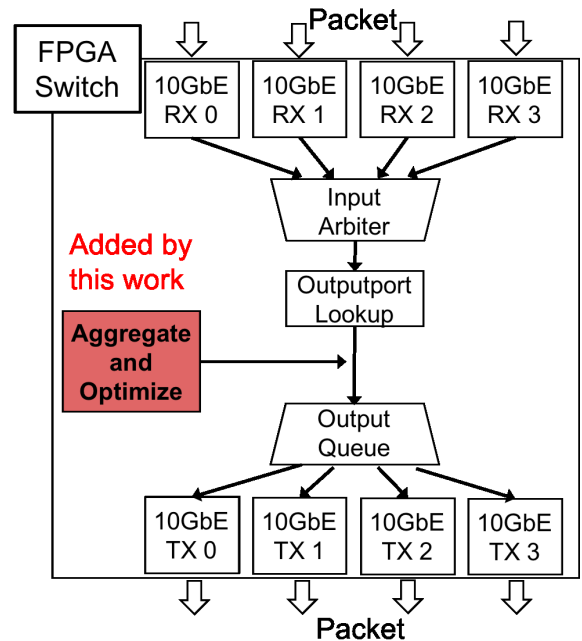 Packet
FPGA
Switch
10GbE
RX 0
10GbE
RX 1
10GbE
RX 2
10GbE
RX 3
Input
Arbiter
Added by
this work
Outputport
Lookup
Aggregate
and
Optimize
Output
Queue
10GbE
TX 0
10GbE
TX 1
10GbE
TX 2
10GbE
TX 3
Packet